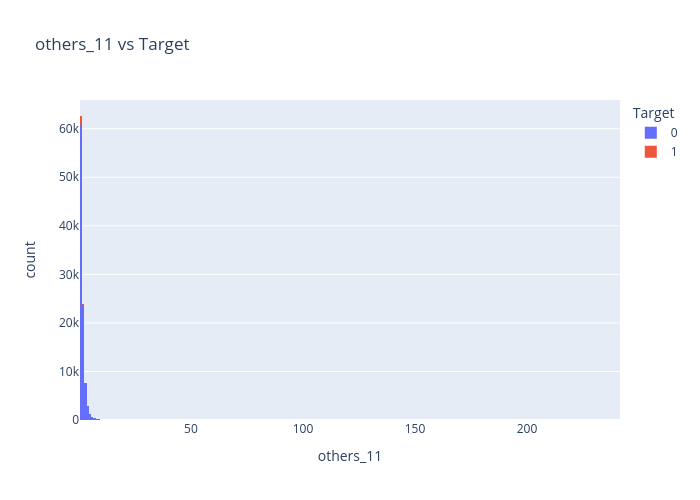 others_11 vs Target
Target
0
1
60k
50k
40k
30k
20k
10k
0
count
50
100
150
200
others_11